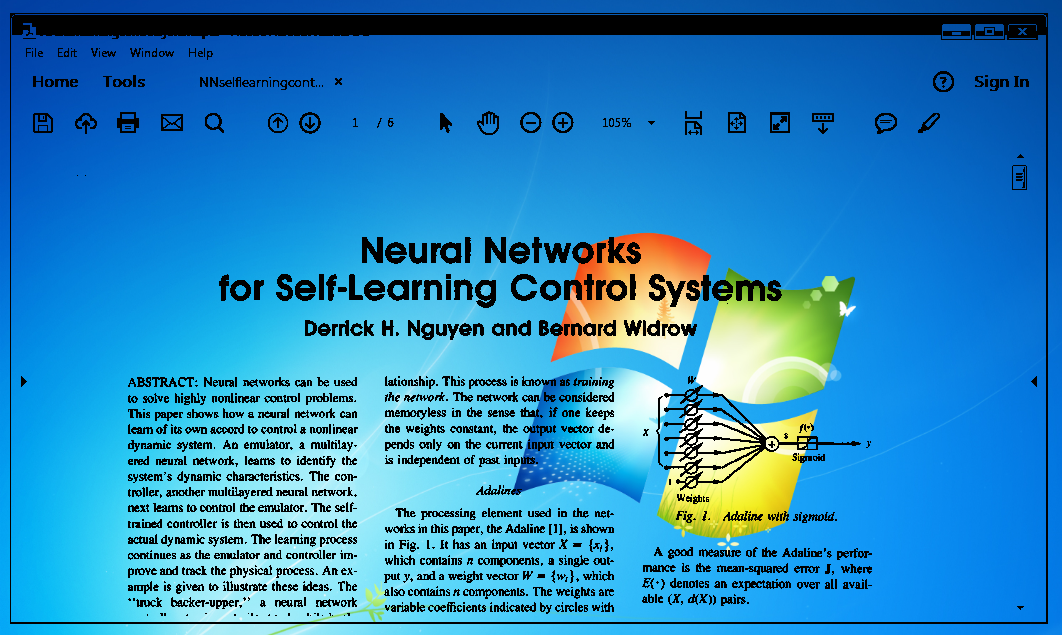 File Edit View Window Help
Home Tools NNselflearningcont... × Sign In
1 / 6 105%
Neural Networks
for Self-Learning Control Systems
Derrick H. Nguyen and Bernard Widrow
ABSTRACT: Neural networks can be used
to solve highly nonlinear control problems.
This paper shows how a neural network can
learn of its own accord to control a nonlinear
dynamic system. An emulator, a multilay-
ered neural network, learns to identify the
system's dynamic characteristics. The con-
troller, another multilayered neural network,
next learns to control the emulator. The self-
trained controller is then used to control the
actual dynamic system. The learning process
continues as the emulator and controller im-
prove and track the physical process. An ex-
ample is given to illustrate these ideas. The
"truck backer-upper," a neural network
lationship. This process is known as training
the network. The network can be considered
memoryless in the sense that, if one keeps
the weights constant, the output vector de-
pends only on the current input vector and
is independent of past inputs.
Adalines
The processing element used in the net-
works in this paper, the Adaline [1], is shown
in Fig. 1. It has an input vector X = {xi},
which contains n components, a single out-
put y, and a weight vector W = {wi}, which
also contains n components. The weights are
variable coefficients indicated by circles with
W
X
s
f(·)
y
Sigmoid
1
Weights
Fig. 1. Adaline with sigmoid.
A good measure of the Adaline's perfor-
mance is the mean-squared error J, where
E(·) denotes an expectation over all avail-
able (X, d(X)) pairs.